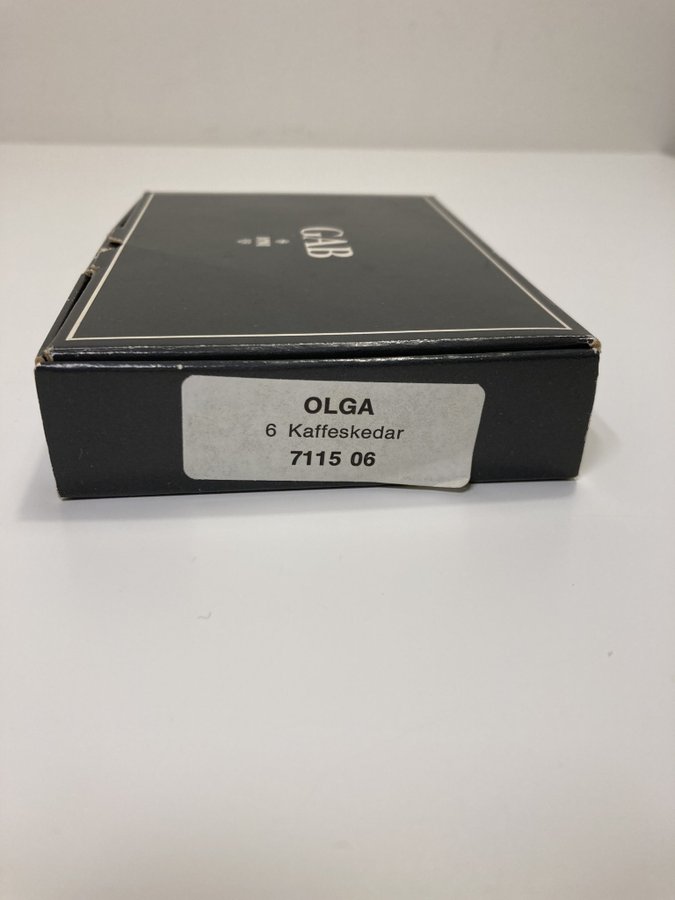 GAB
OLGA
6 Kaffeskedar
7115 06